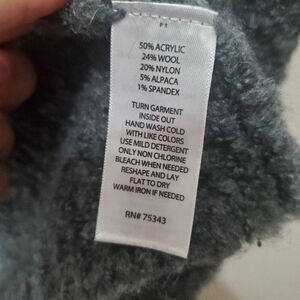 50% ACRYLIC
24% WOOL
20% NYLON
5% ALPACA
1% SPANDEX
TURN GARMENT
INSIDE OUT
HAND WASH COLD
WITH LIKE COLORS
USE MILD DETERGENT
ONLY NON CHLORINE
BLEACH WHEN NEEDED
RESHAPE AND LAY
FLAT TO DRY
WARM IRON IF NEEDED
RN# 75343